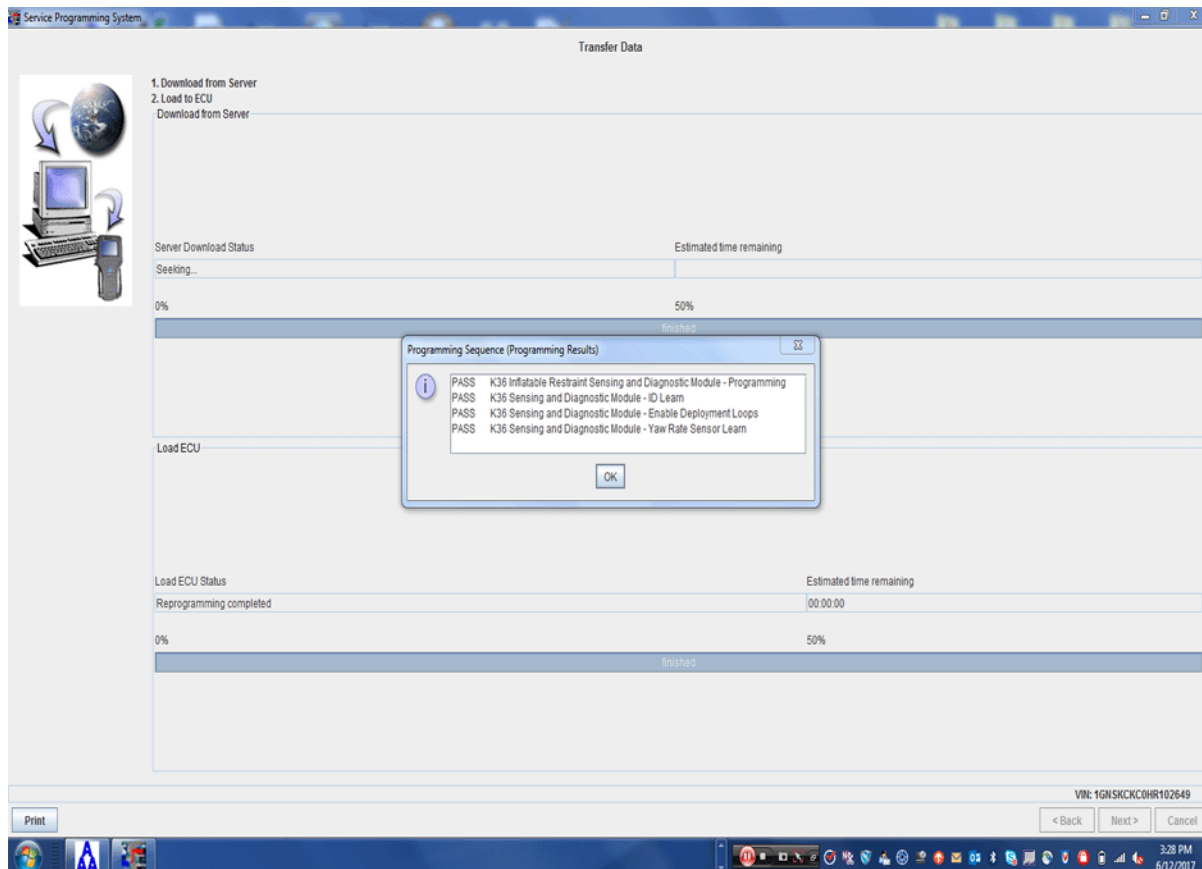 Service Programming System
Transfer Data
1. Download from Server
2. Load to ECU
Download from Server
Server Download Status
Estimated time remaining
Seeking...
0%
50%
finished
Programming Sequence (Programming Results)
PASS K36 Inflatable Restraint Sensing and Diagnostic Module - Programming
PASS K36 Sensing and Diagnostic Module - ID Learn
PASS K36 Sensing and Diagnostic Module - Enable Deployment Loops
PASS K36 Sensing and Diagnostic Module - Yaw Rate Sensor Learn
OK
Load ECU
Load ECU Status
Estimated time remaining
Reprogramming completed
00:00:00
0%
50%
finished
VIN: 1GNSKCKC0HR102649
Print
< Back
Next >
Cancel
3:28 PM
6/12/2017